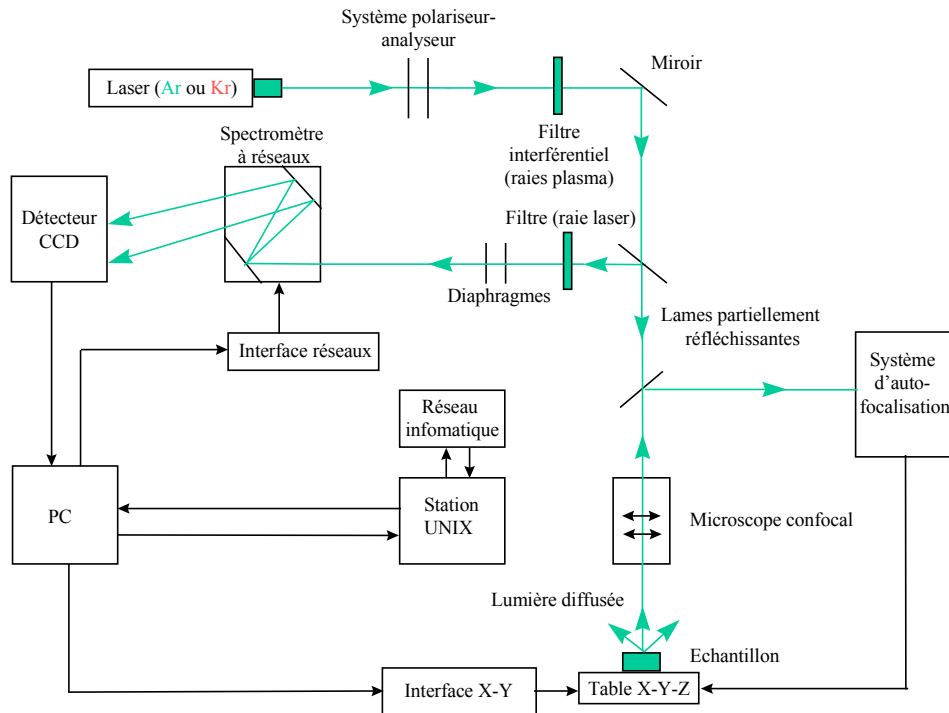 Système polariseur-
analyseur
Laser (Ar ou Kr)
Miroir
Spectromètre
à réseaux
Filtre
interférentiel
(raies plasma)
Détecteur
CCD
Filtre (raie laser)
Diaphragmes
Lames partiellement
réfléchissantes
Interface réseaux
Système
d'auto-
focalisation
Réseau
infomatique
PC
Station
UNIX
Microscope confocal
Lumière diffusée
Echantillon
Interface X-Y
Table X-Y-Z